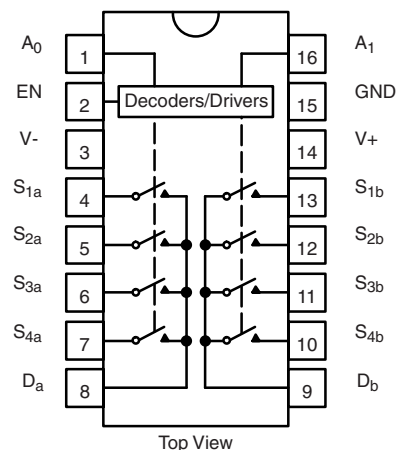 A0 1 16 A1
EN 2 Decoders/Drivers 15 GND
V- 3 14 V+
S1a 4 13 S1b
S2a 5 12 S2b
S3a 6 11 S3b
S4a 7 10 S4b
Da 8 9 Db
Top View